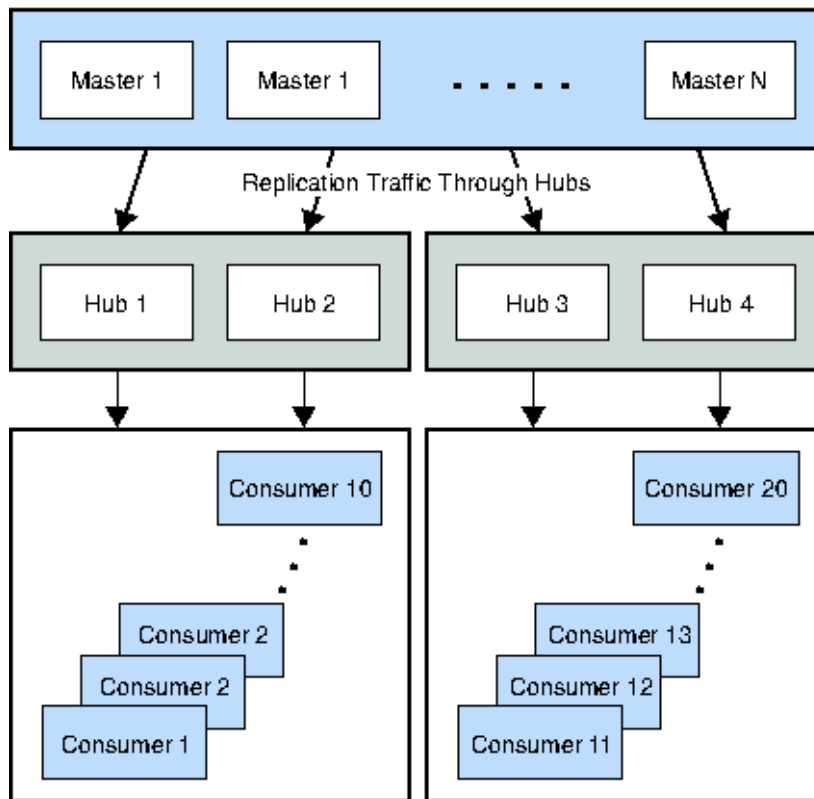 Master 1
Master 1
. . . . .
Master N
Replication Traffic Through Hubs
Hub 1
Hub 2
Hub 3
Hub 4
Consumer 10
Consumer 2
Consumer 2
Consumer 1
Consumer 20
Consumer 13
Consumer 12
Consumer 11